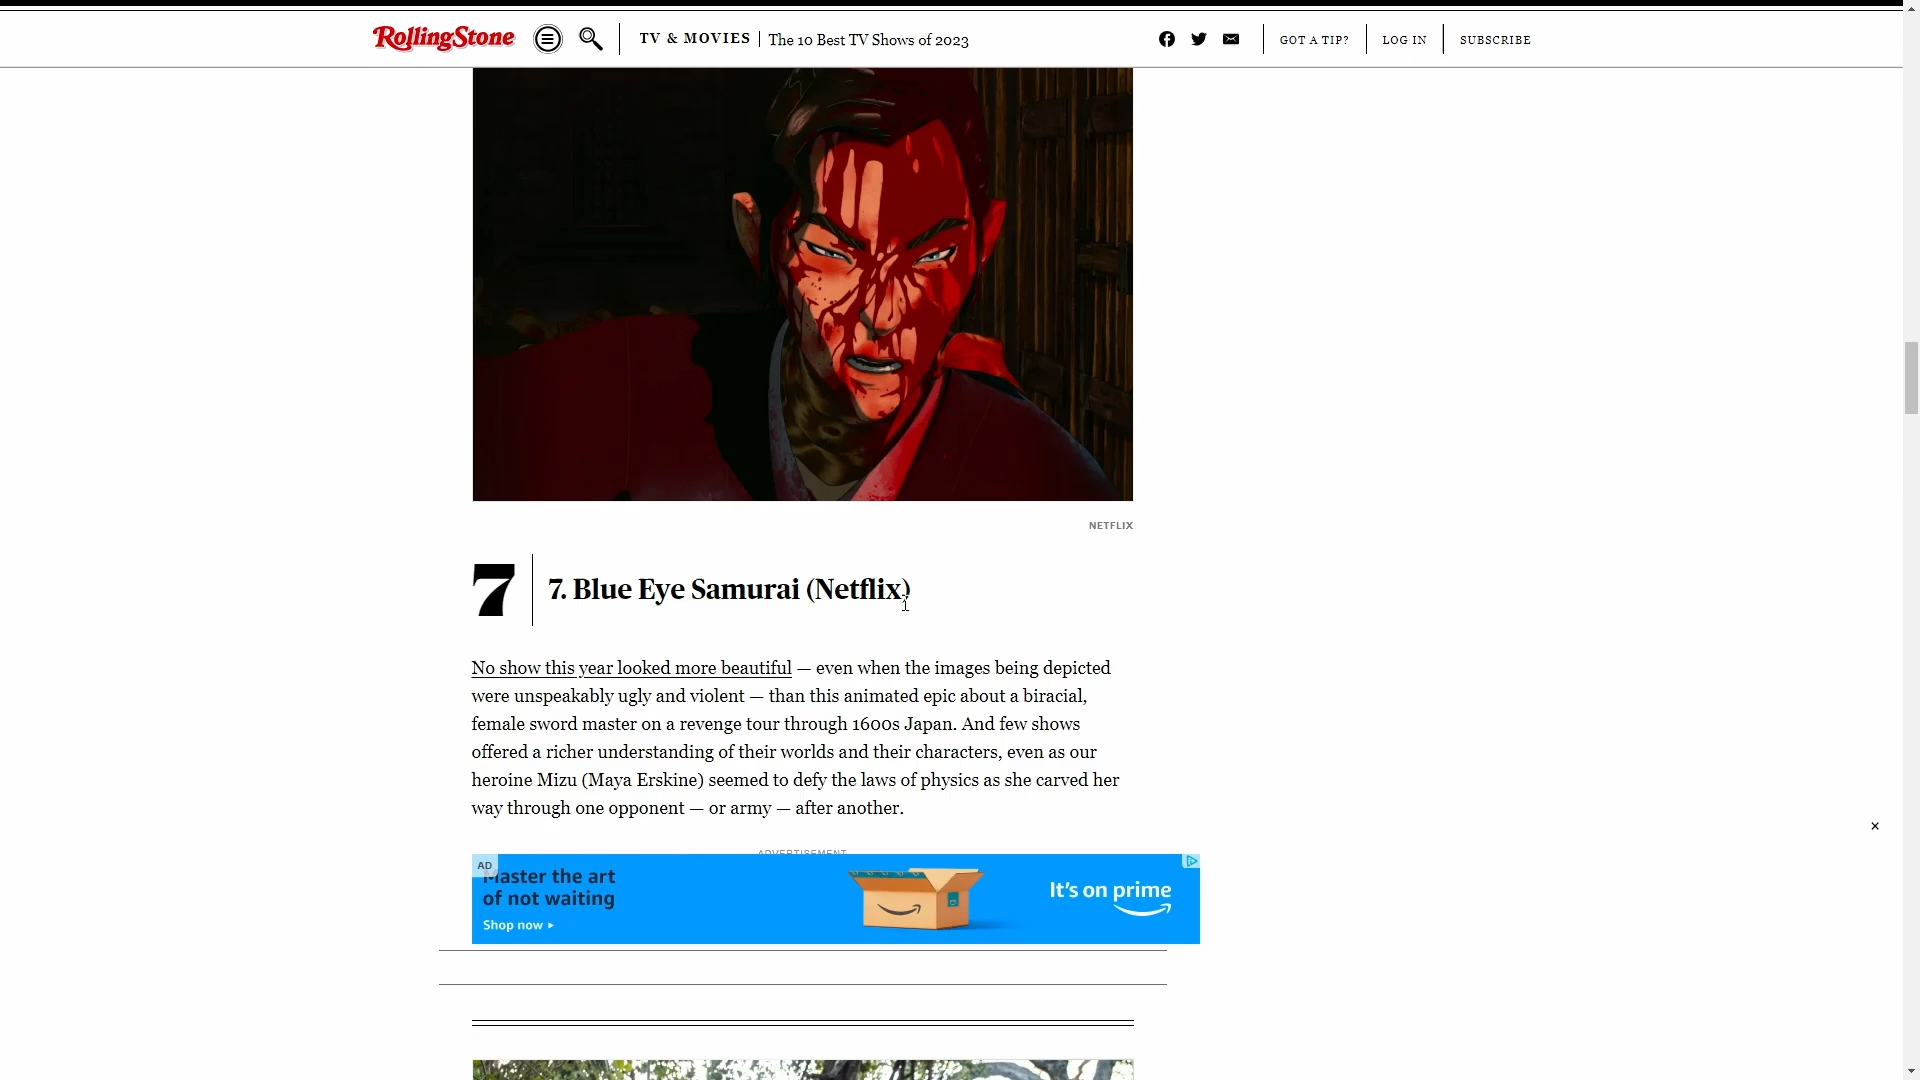 RollingStone
TV & MOVIES | The 10 Best TV Shows of 2023
GOT A TIP?
LOG IN
SUBSCRIBE
NETFLIX
7
7. Blue Eye Samurai (Netflix)
No show this year looked more beautiful — even when the images being depicted
were unspeakably ugly and violent — than this animated epic about a biracial,
female sword master on a revenge tour through 1600s Japan. And few shows
offered a richer understanding of their worlds and their characters, even as our
heroine Mizu (Maya Erskine) seemed to defy the laws of physics as she carved her
way through one opponent — or army — after another.
ADVERTISEMENT
AD
Master the art
of not waiting
Shop now
It's on prime